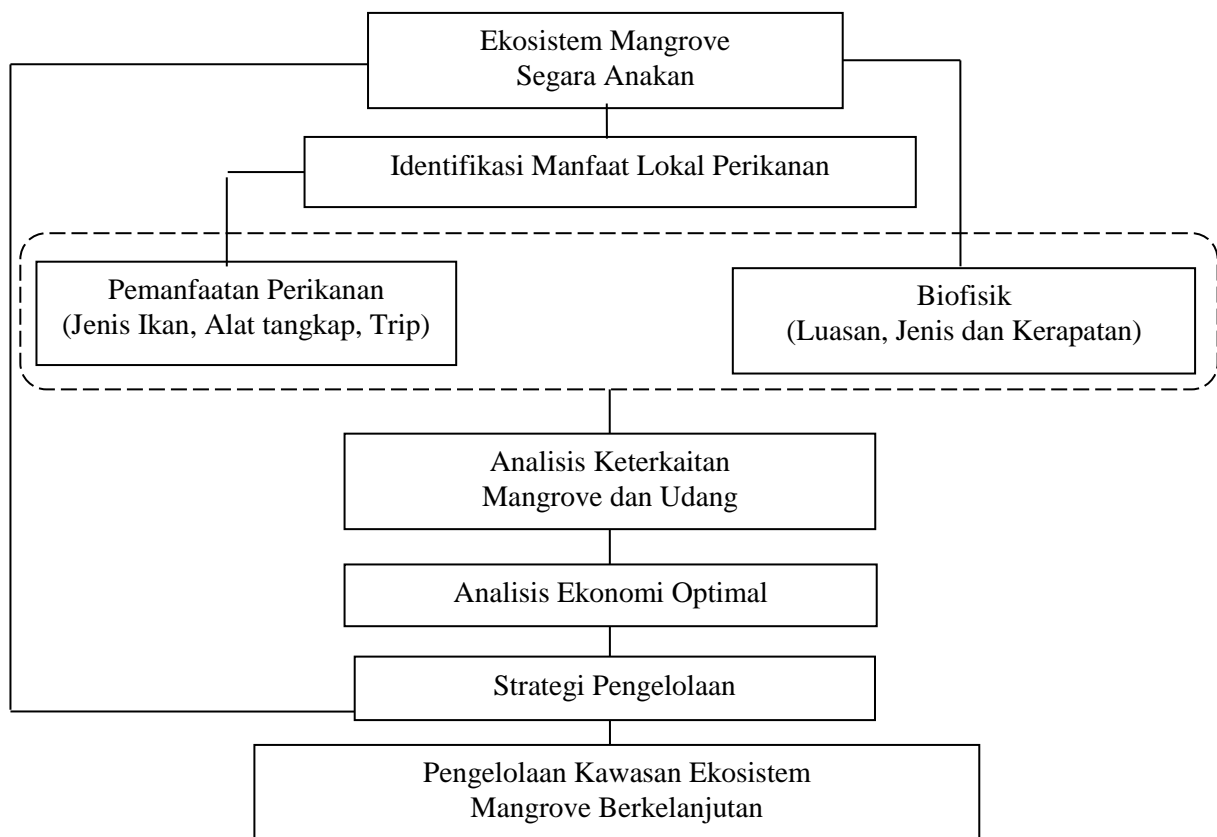 Ekosistem Mangrove
Segara Anakan
Identifikasi Manfaat Lokal Perikanan
Pemanfaatan Perikanan
(Jenis Ikan, Alat tangkap, Trip)
Biofisik
(Luasan, Jenis dan Kerapatan)
Analisis Keterkaitan
Mangrove dan Udang
Analisis Ekonomi Optimal
Strategi Pengelolaan
Pengelolaan Kawasan Ekosistem
Mangrove Berkelanjutan